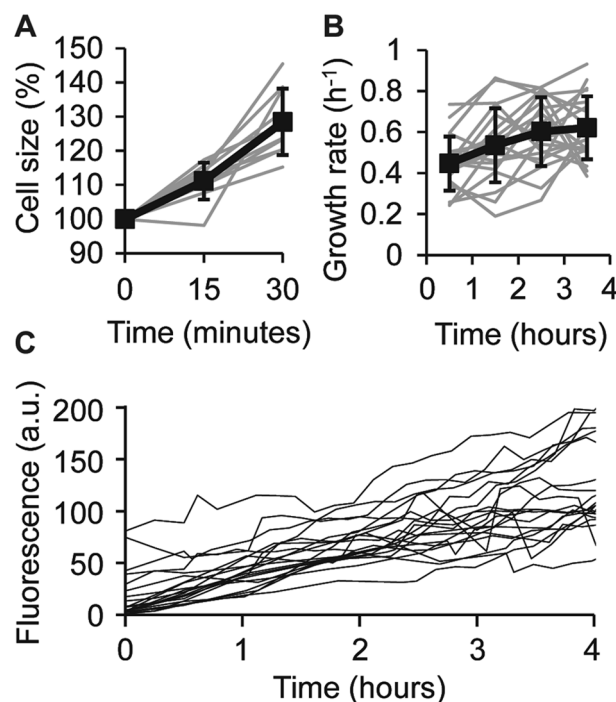 A
Cell size (%)
150
140
130
120
110
100
90
0 15 30
Time (minutes)
B
Growth rate (h⁻¹)
1
0.8
0.6
0.4
0.2
0
0 1 2 3 4
Time (hours)
C
Fluorescence (a.u.)
200
150
100
50
0
0 1 2 3 4
Time (hours)